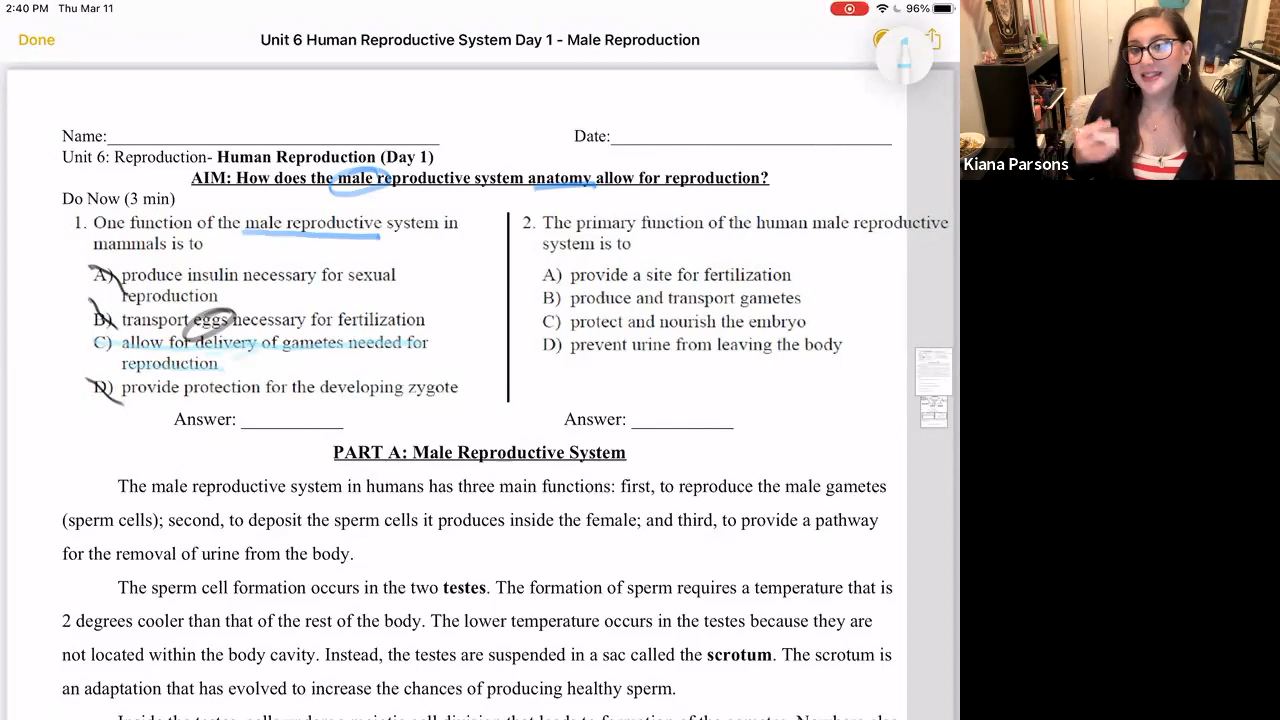 2:40 PM Thu Mar 11
96%
Done
Unit 6 Human Reproductive System Day 1 - Male Reproduction
Kiana Parsons
Name:
Date:
Unit 6: Reproduction- Human Reproduction (Day 1)
AIM: How does the male reproductive system anatomy allow for reproduction?
Do Now (3 min)
1. One function of the male reproductive system in
mammals is to
A) produce insulin necessary for sexual
reproduction
B) transport eggs necessary for fertilization
C) allow for delivery of gametes needed for
reproduction
D) provide protection for the developing zygote
Answer:
2. The primary function of the human male reproductive
system is to
A) provide a site for fertilization
B) produce and transport gametes
C) protect and nourish the embryo
D) prevent urine from leaving the body
Answer:
PART A: Male Reproductive System
The male reproductive system in humans has three main functions: first, to reproduce the male gametes
(sperm cells); second, to deposit the sperm cells it produces inside the female; and third, to provide a pathway
for the removal of urine from the body.
The sperm cell formation occurs in the two testes. The formation of sperm requires a temperature that is
2 degrees cooler than that of the rest of the body. The lower temperature occurs in the testes because they are
not located within the body cavity. Instead, the testes are suspended in a sac called the scrotum. The scrotum is
an adaptation that has evolved to increase the chances of producing healthy sperm.